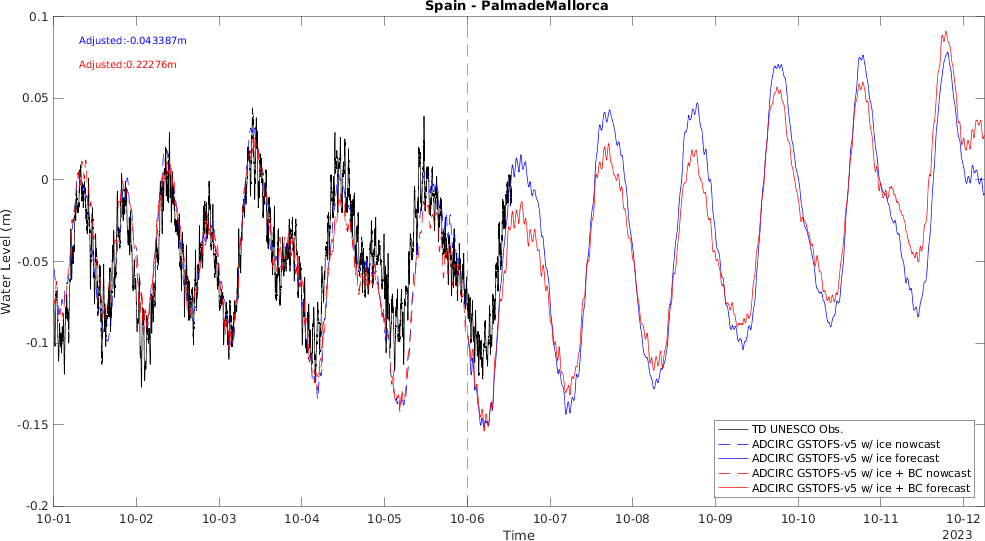 Spain - PalmadeMallorca
Adjusted:-0.043387m
Adjusted:0.22276m
Water Level (m)
0.1
0.05
0
-0.05
-0.1
-0.15
-0.2
TD UNESCO Obs.
ADCIRC GSTOFS-v5 w/ ice nowcast
ADCIRC GSTOFS-v5 w/ ice forecast
ADCIRC GSTOFS-v5 w/ ice + BC nowcast
ADCIRC GSTOFS-v5 w/ ice + BC forecast
10-01 10-02 10-03 10-04 10-05 10-06 10-07 10-08 10-09 10-10 10-11 10-12
Time
2023